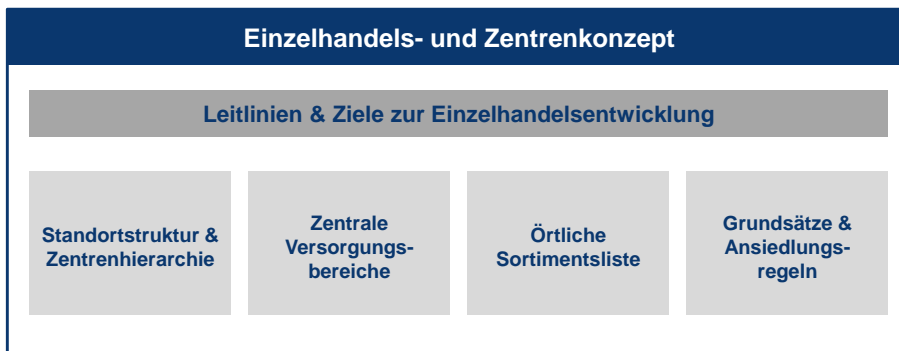 Einzelhandels- und Zentrenkonzept
Leitlinien & Ziele zur Einzelhandelsentwicklung
Standortstruktur &
Zentrenhierarchie
Zentrale
Versorgungs-
bereiche
Örtliche
Sortimentsliste
Grundsätze &
Ansiedlungs-
regeln